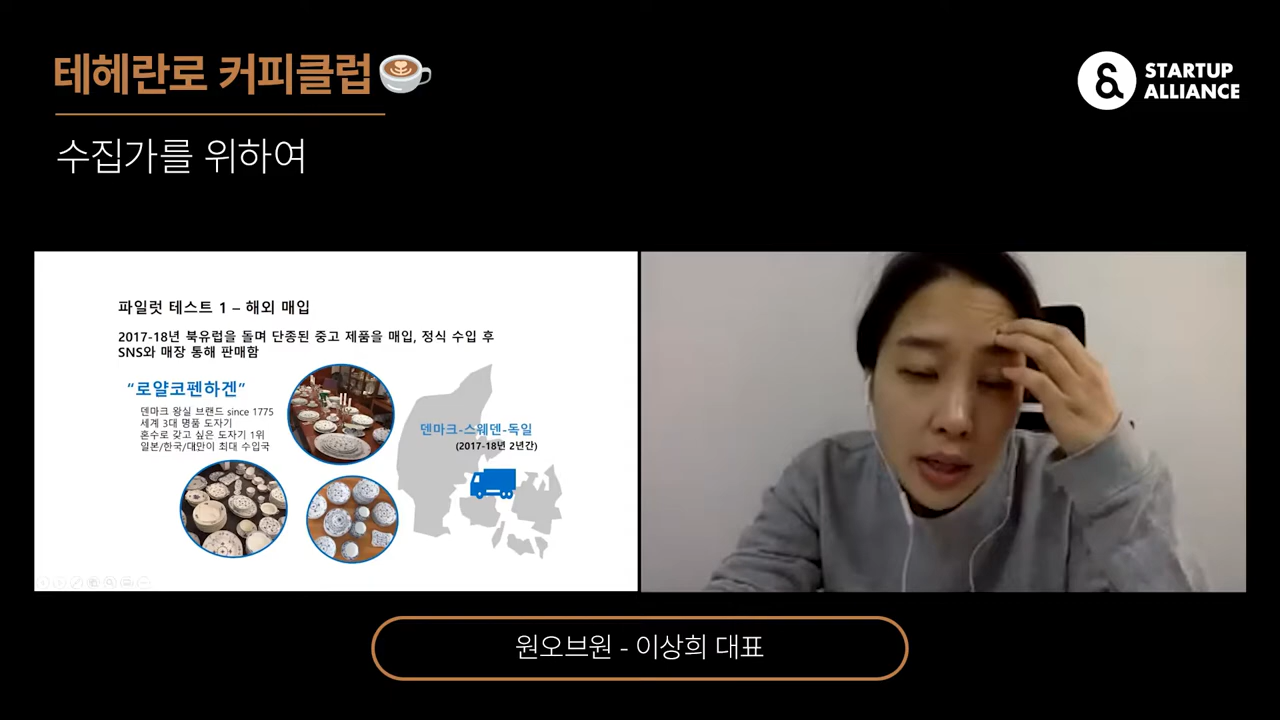 테헤란로 커피클럽
STARTUP
ALLIANCE
수집가를 위하여
파일럿 테스트 1 – 해외 매입
2017-18년 북유럽을 돌며 단종된 중고 제품을 매입, 정식 수입 후
SNS와 매장 통해 판매함
“로얄코펜하겐”
덴마크 왕실 브랜드 since 1775
세계 3대 명품 도자기
혼수로 갖고 싶은 도자기 1위
일본/한국/대만이 최대 수입국
덴마크-스웨덴-독일
(2017-18년 2년간)
원오브원 - 이상희 대표